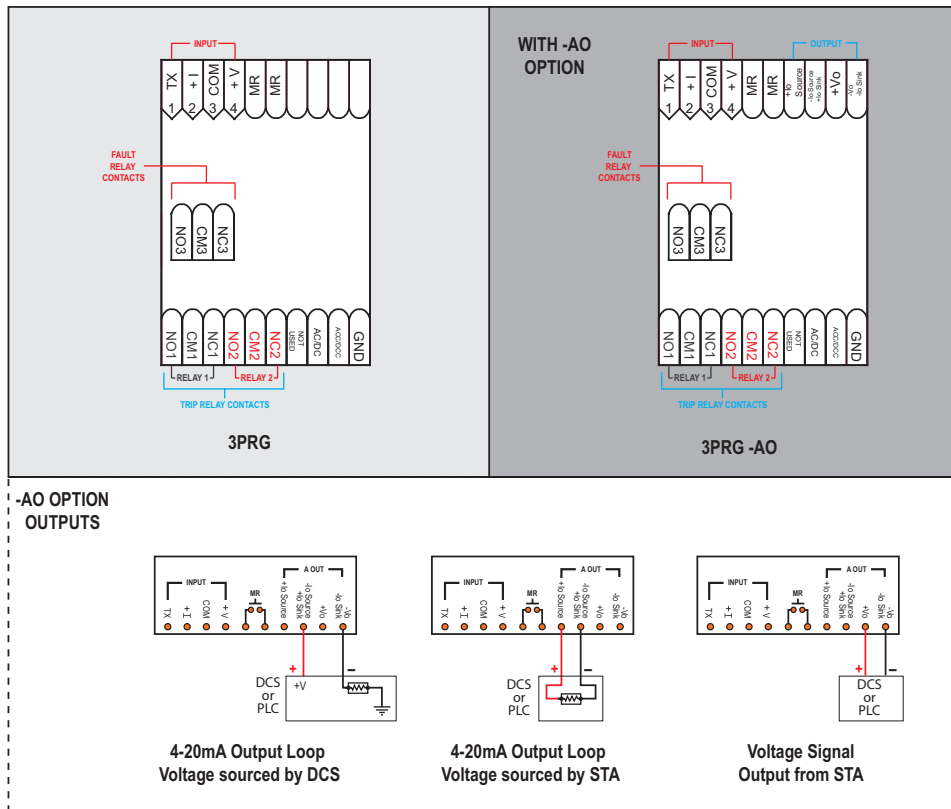 INPUT
TX
+ I
COM
+ V
MR
MR
1
2
3
4
FAULT
RELAY
CONTACTS
NO3
CM3
NC3
NO1
CM1
NC1
NO2
CM2
NC2
NOT
USED
AC/DC
ACC/DCC
GND
RELAY 1
RELAY 2
TRIP RELAY CONTACTS
3PRG
WITH -AO
OPTION
INPUT
OUTPUT
TX
+ I
COM
+ V
MR
MR
+Io
Source
-Io Source
+Io Sink
+Vo
-Vo
-Io Sink
1
2
3
4
FAULT
RELAY
CONTACTS
NO3
CM3
NC3
NO1
CM1
NC1
NO2
CM2
NC2
NOT
USED
AC/DC
ACC/DCC
GND
RELAY 1
RELAY 2
TRIP RELAY CONTACTS
3PRG -AO
-AO OPTION
OUTPUTS
INPUT
MR
A OUT
TX
+ I
COM
+ V
+Io Source
-Io Source
+Io Sink
+Vo
-Vo
-Io Sink
+
–
DCS
or
PLC
+V
4-20mA Output Loop
Voltage sourced by DCS
INPUT
MR
A OUT
TX
+ I
COM
+ V
+Io Source
-Io Source
+Io Sink
+Vo
-Vo
-Io Sink
+
–
DCS
or
PLC
4-20mA Output Loop
Voltage sourced by STA
INPUT
MR
A OUT
TX
+ I
COM
+ V
+Io Source
-Io Source
+Io Sink
+Vo
-Vo
-Io Sink
+
–
DCS
or
PLC
Voltage Signal
Output from STA